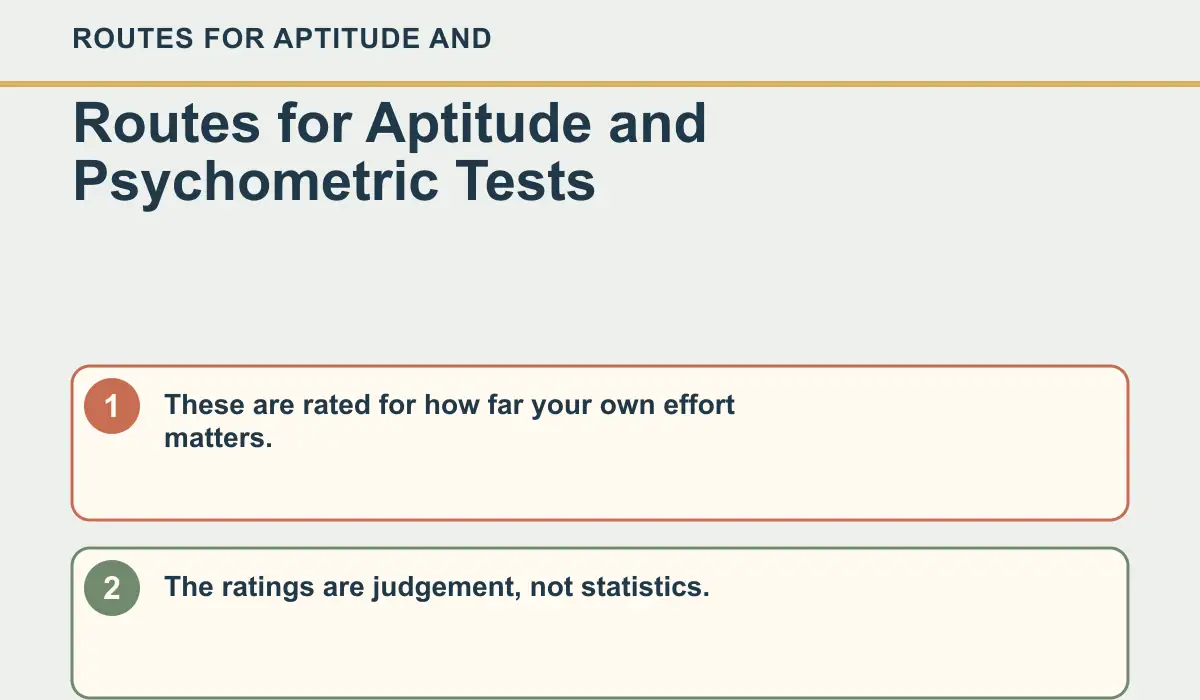 ROUTES FOR APTITUDE AND
Routes for Aptitude and
Psychometric Tests
1
These are rated for how far your own effort
matters.
2
The ratings are judgement, not statistics.